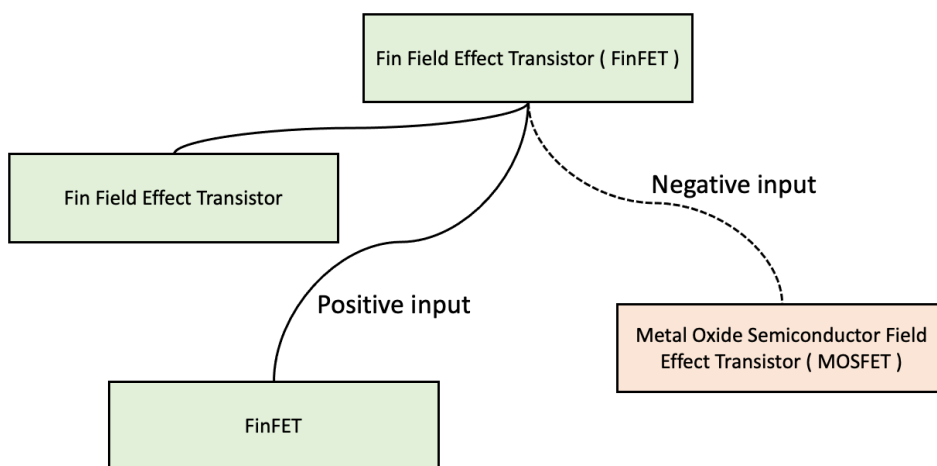 Fin Field Effect Transistor ( FinFET )
Fin Field Effect Transistor
Negative input
Positive input
Metal Oxide Semiconductor Field
Effect Transistor ( MOSFET )
FinFET